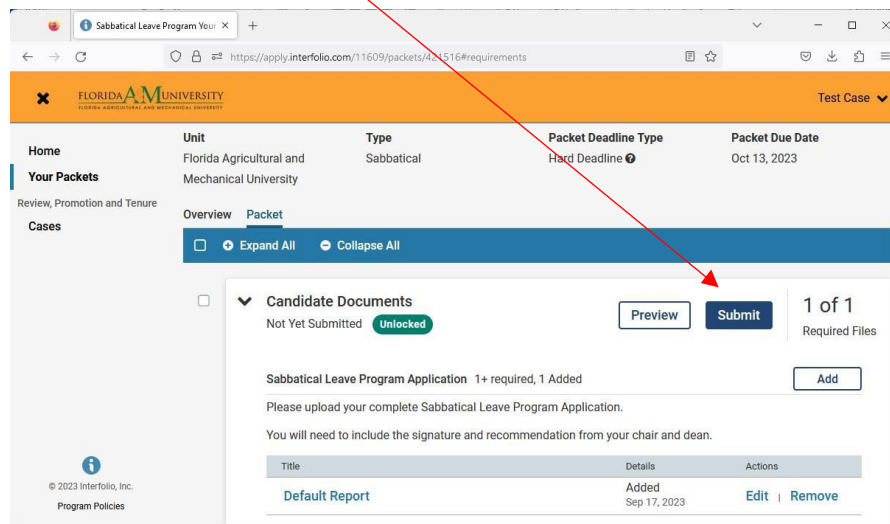 Sabbatical Leave Program Your
https://apply.interfolio.com/11609/packets/421516#requirements
FLORIDA A&M UNIVERSITY
FLORIDA AGRICULTURAL AND MECHANICAL UNIVERSITY
Test Case
Home
Your Packets
Review, Promotion and Tenure
Cases
Unit
Florida Agricultural and
Mechanical University
Type
Sabbatical
Packet Deadline Type
Hard Deadline
Packet Due Date
Oct 13, 2023
Overview Packet
Expand All Collapse All
Candidate Documents
Not Yet Submitted Unlocked
Preview Submit
1 of 1
Required Files
Sabbatical Leave Program Application 1+ required, 1 Added
Add
Please upload your complete Sabbatical Leave Program Application.
You will need to include the signature and recommendation from your chair and dean.
Title Details Actions
Default Report Added Edit | Remove
Sep 17, 2023
© 2023 Interfolio, Inc.
Program Policies